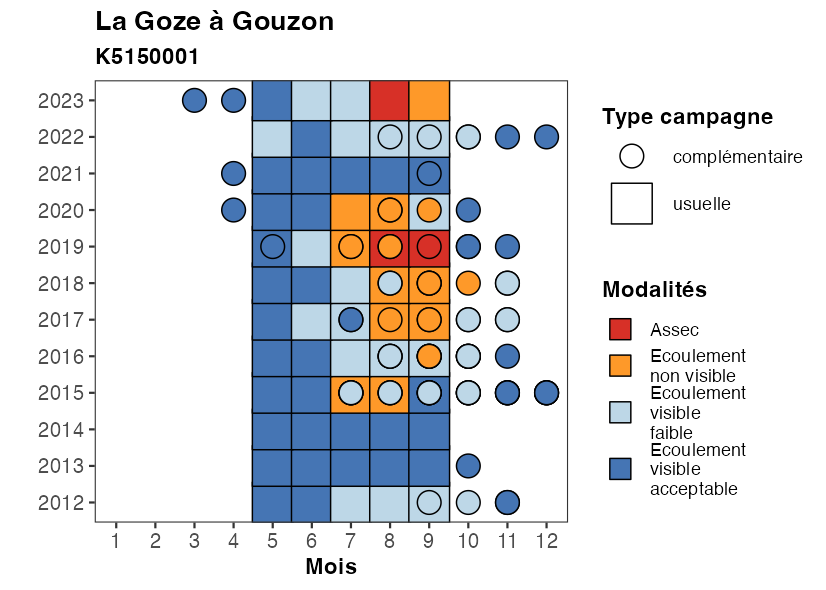 La Goze à Gouzon
K5150001
2023
2022
2021
2020
2019
2018
2017
2016
2015
2014
2013
2012
1 2 3 4 5 6 7 8 9 10 11 12
Mois
Type campagne
complémentaire
usuelle
Modalités
Assec
Ecoulement
non visible
Ecoulement
visible
faible
Ecoulement
visible
acceptable